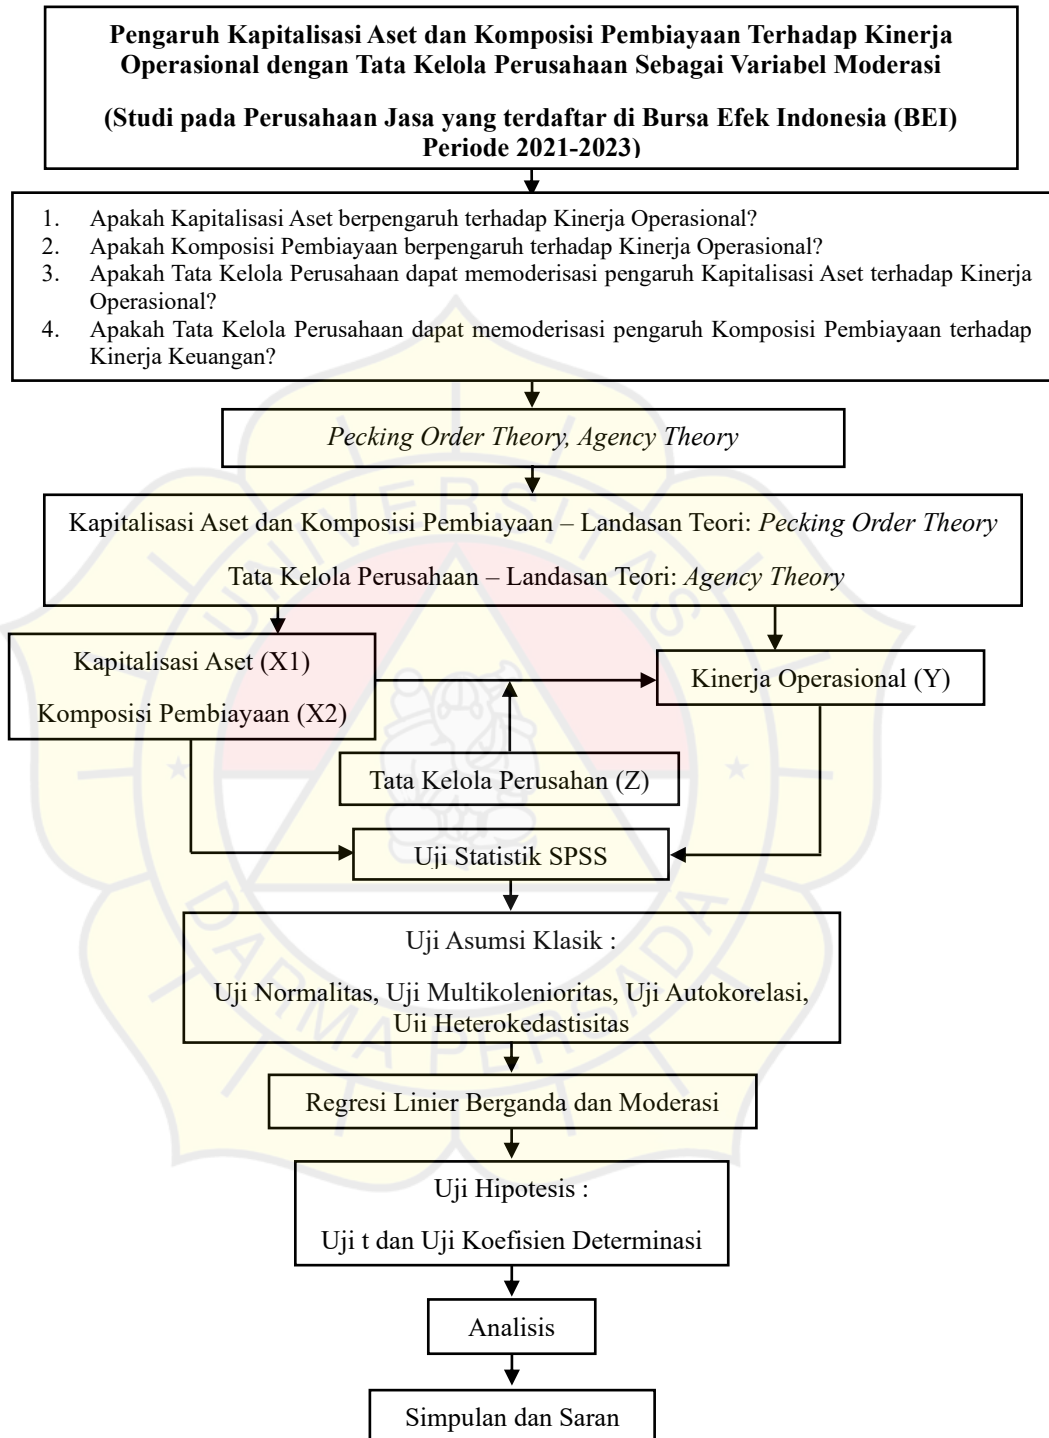 Pengaruh Kapitalisasi Aset dan Komposisi Pembiayaan Terhadap Kinerja
Operasional dengan Tata Kelola Perusahaan Sebagai Variabel Moderasi
(Studi pada Perusahaan Jasa yang terdaftar di Bursa Efek Indonesia (BEI)
Periode 2021-2023)
1. Apakah Kapitalisasi Aset berpengaruh terhadap Kinerja Operasional?
2. Apakah Komposisi Pembiayaan berpengaruh terhadap Kinerja Operasional?
3. Apakah Tata Kelola Perusahaan dapat memoderisasi pengaruh Kapitalisasi Aset terhadap Kinerja
Operasional?
4. Apakah Tata Kelola Perusahaan dapat memoderisasi pengaruh Komposisi Pembiayaan terhadap
Kinerja Keuangan?
Pecking Order Theory, Agency Theory
Kapitalisasi Aset dan Komposisi Pembiayaan – Landasan Teori: Pecking Order Theory
Tata Kelola Perusahaan – Landasan Teori: Agency Theory
Kapitalisasi Aset (X1)
Komposisi Pembiayaan (X2)
Kinerja Operasional (Y)
Tata Kelola Perusahan (Z)
Uji Statistik SPSS
Uji Asumsi Klasik :
Uji Normalitas, Uji Multikolenioritas, Uji Autokorelasi,
Uji Heterokedastisitas
Regresi Linier Berganda dan Moderasi
Uji Hipotesis :
Uji t dan Uji Koefisien Determinasi
Analisis
Simpulan dan Saran
UNIVERSITAS
DARMA PERSADA